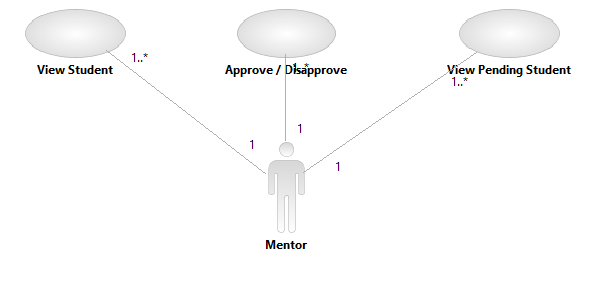 1..*
View Student
Approve / Disapprove
1..*
View Pending Student
1..*
1
1
1
Mentor